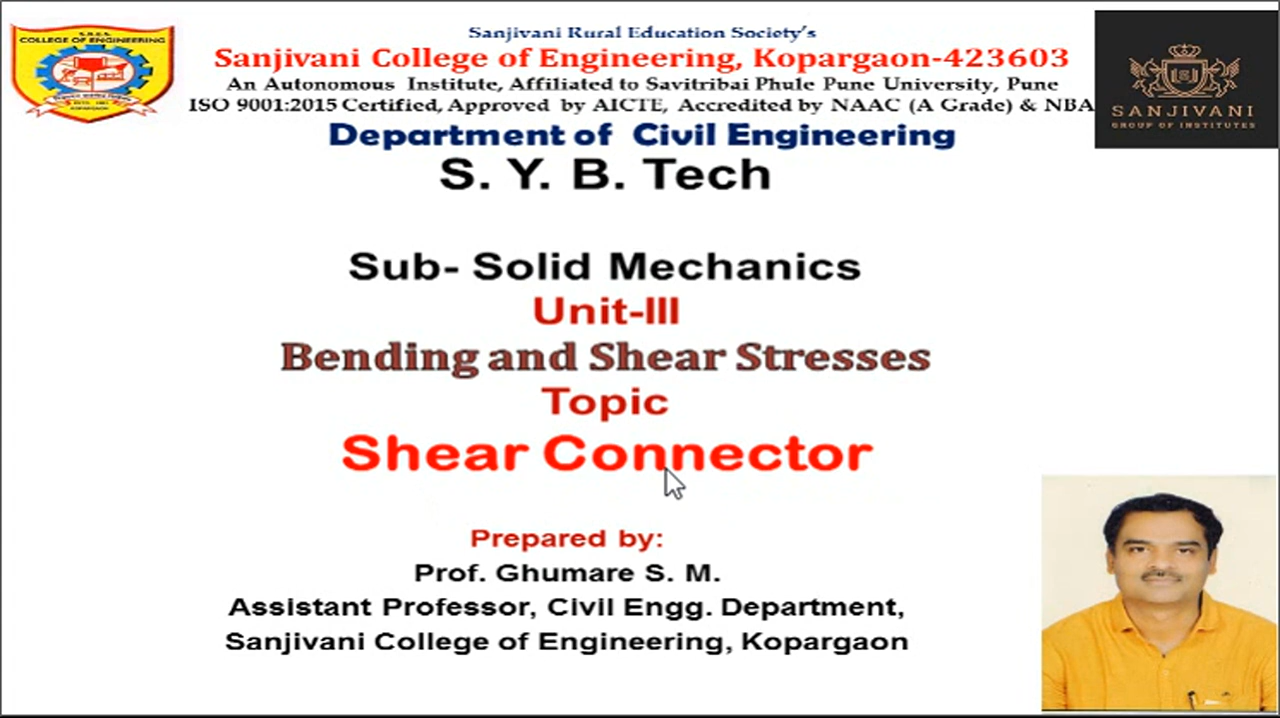 S.R.E.S.
COLLEGE OF ENGINEERING
KOPARGAON
Sanjivani Rural Education Society's
Sanjivani College of Engineering, Kopargaon-423603
An Autonomous Institute, Affiliated to Savitribai Phule Pune University, Pune
ISO 9001:2015 Certified, Approved by AICTE, Accredited by NAAC (A Grade) & NBA
SANJIVANI
GROUP OF INSTITUTES
Department of Civil Engineering
S. Y. B. Tech
Sub- Solid Mechanics
Unit-III
Bending and Shear Stresses
Topic
Shear Connector
Prepared by:
Prof. Ghumare S. M.
Assistant Professor, Civil Engg. Department,
Sanjivani College of Engineering, Kopargaon